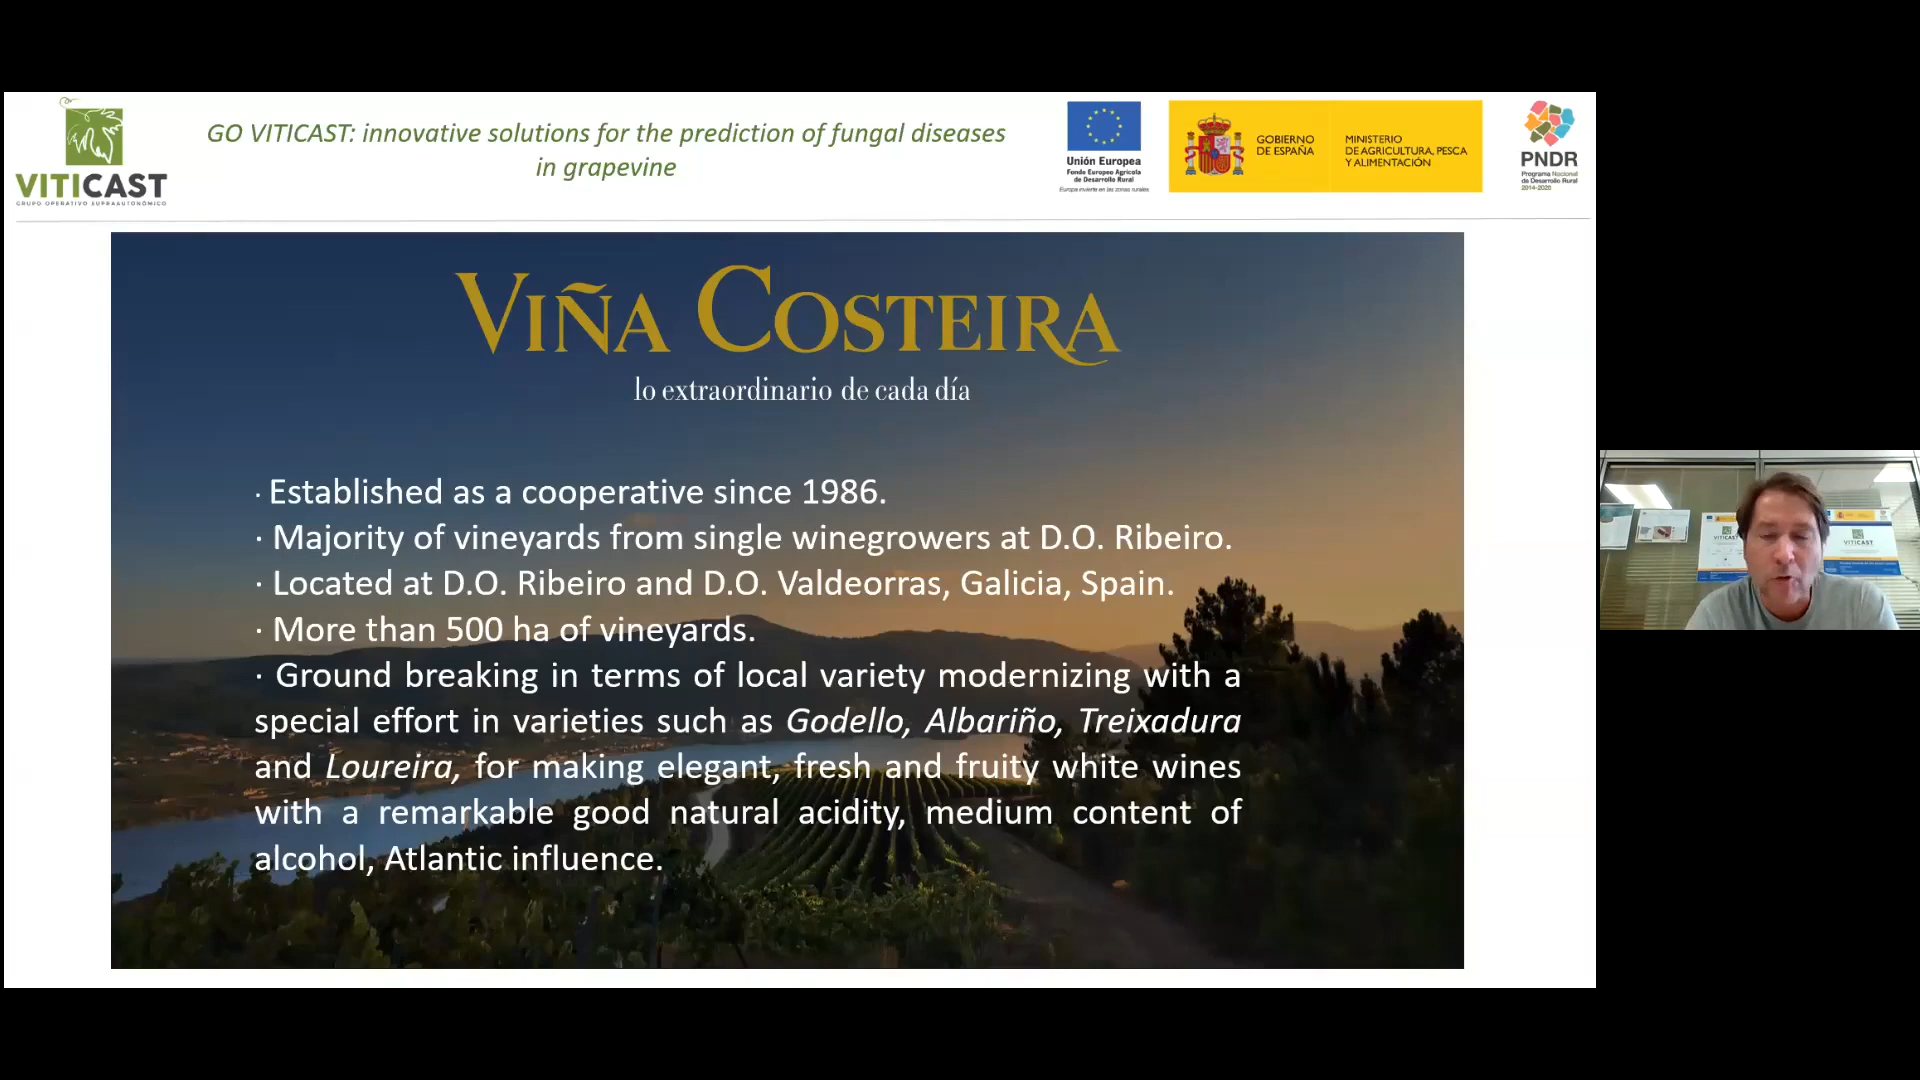 VITICAST
GRUPO OPERATIVO SUPRAAUTONÓMICO
GO VITICAST: innovative solutions for the prediction of fungal diseases
in grapevine
Unión Europea
Fondo Europeo Agrícola
de Desarrollo Rural
Europa invierte en las zonas rurales
GOBIERNO
DE ESPAÑA
MINISTERIO
DE AGRICULTURA, PESCA
Y ALIMENTACIÓN
PNDR
Programa Nacional
de Desarrollo Rural
2014-2020
VIÑA COSTEIRA
lo extraordinario de cada día
· Established as a cooperative since 1986.
· Majority of vineyards from single winegrowers at D.O. Ribeiro.
· Located at D.O. Ribeiro and D.O. Valdeorras, Galicia, Spain.
· More than 500 ha of vineyards.
· Ground breaking in terms of local variety modernizing with a
special effort in varieties such as Godello, Albariño, Treixadura
and Loureira, for making elegant, fresh and fruity white wines
with a remarkable good natural acidity, medium content of
alcohol, Atlantic influence.
VITICAST
VITICAST